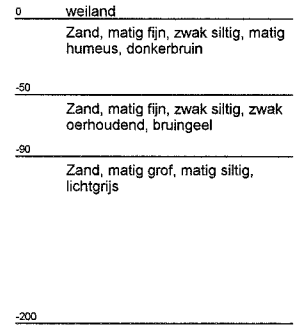 0 weiland
Zand, matig fijn, zwak siltig, matig
humeus, donkerbruin
-50
Zand, matig fijn, zwak siltig, zwak
oerhoudend, bruingeel
-90
Zand, matig grof, matig siltig,
lichtgrijs
-200